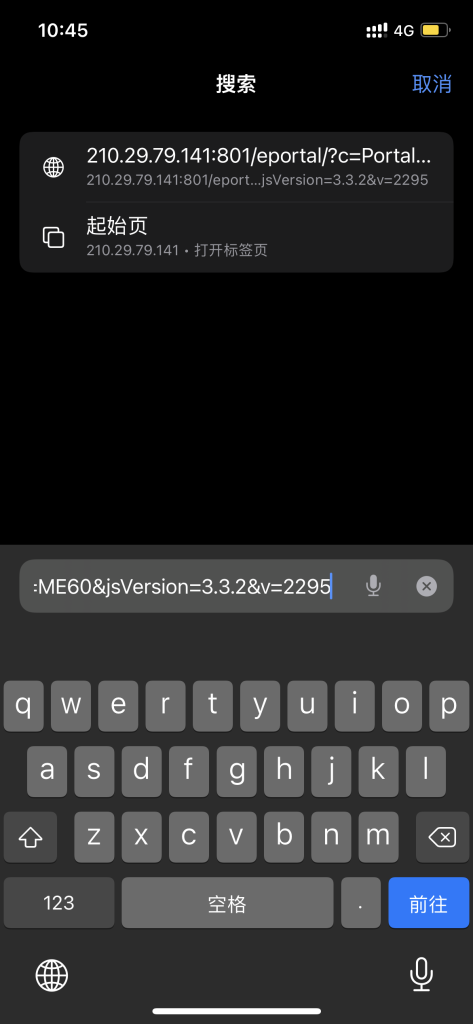 10:45
4G
搜索
取消
210.29.79.141:801/eportal/?c=Portal...
210.29.79.141:801/eport...jsVersion=3.3.2&v=2295
起始页
210.29.79.141 • 打开标签页
:ME60&jsVersion=3.3.2&v=2295
q w e r t y u i o p
a s d f g h j k l
z x c v b n m
123 空格 . 前往